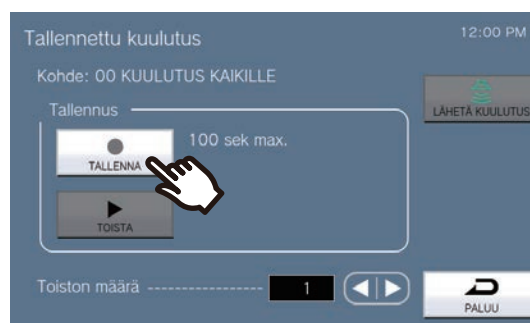 Tallennettu kuulutus
12:00 PM
Kohde: 00 KUULUTUS KAIKILLE
LÄHETÄ KUULUTUS
Tallennus
TALLENNA
100 sek max.
TOISTA
Toiston määrä ----------------- 1
PALUU